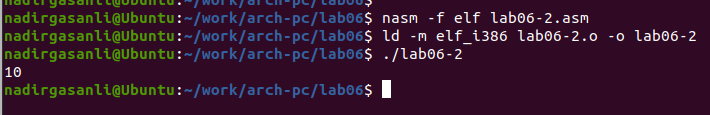 nadirgasanli@Ubuntu:~/work/arch-pc/lab06$ nasm -f elf lab06-2.asm
nadirgasanli@Ubuntu:~/work/arch-pc/lab06$ ld -m elf_i386 lab06-2.o -o lab06-2
nadirgasanli@Ubuntu:~/work/arch-pc/lab06$ ./lab06-2
10
nadirgasanli@Ubuntu:~/work/arch-pc/lab06$